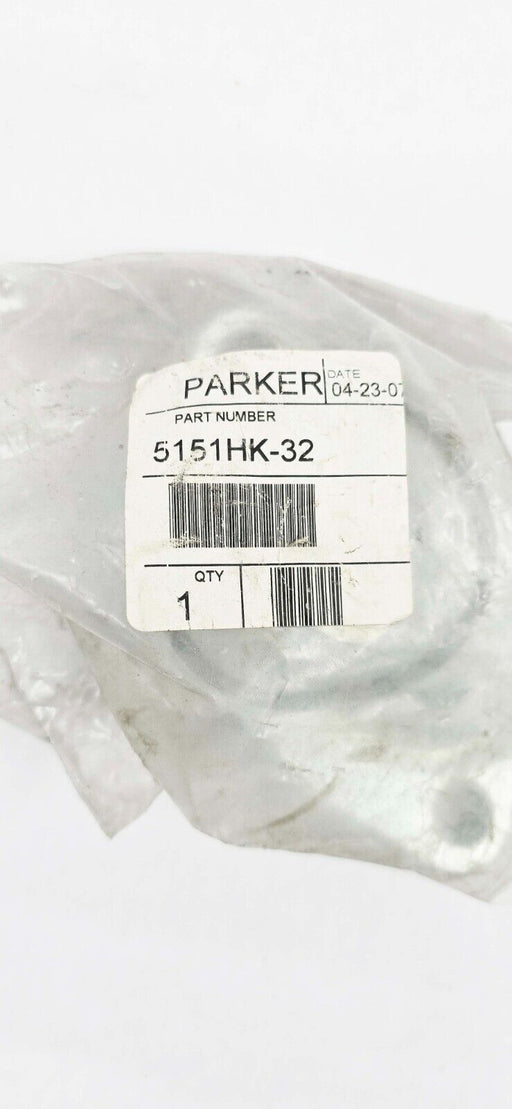 PARKER
DATE
04-23-07
PART NUMBER
5151HK-32
QTY
1